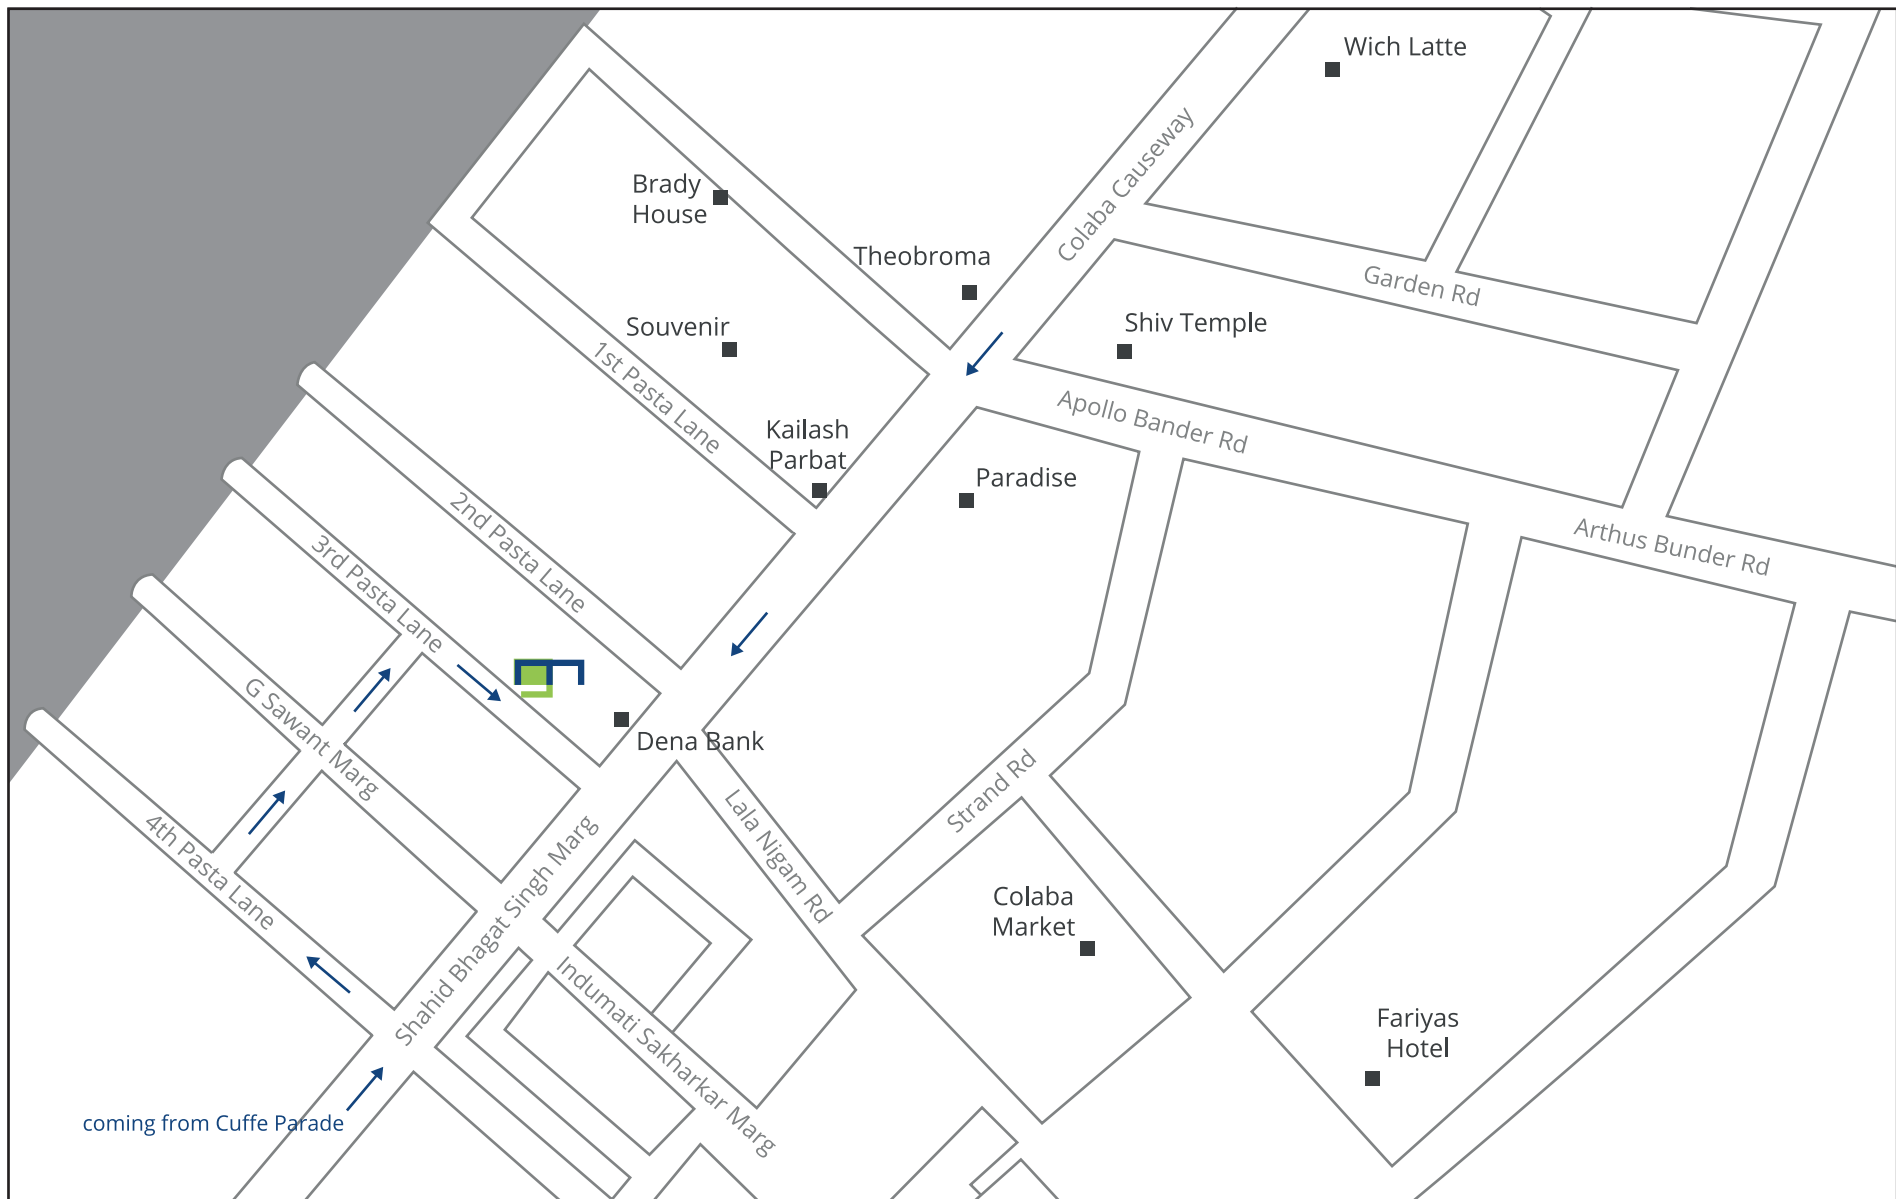 Wich Latte
Colaba Causeway
Brady
House
Theobroma
Garden Rd
Shiv Temple
Souvenir
1st Pasta Lane
Apollo Bander Rd
Kailash
Parbat
Paradise
2nd Pasta Lane
Arthus Bunder Rd
3rd Pasta Lane
G Sawant Marg
Dena Bank
Strand Rd
Lala Nigam Rd
4th Pasta Lane
Shahid Bhagat Singh Marg
Colaba
Market
Indumati Sakharkar Marg
Fariyas
Hotel
coming from Cuffe Parade